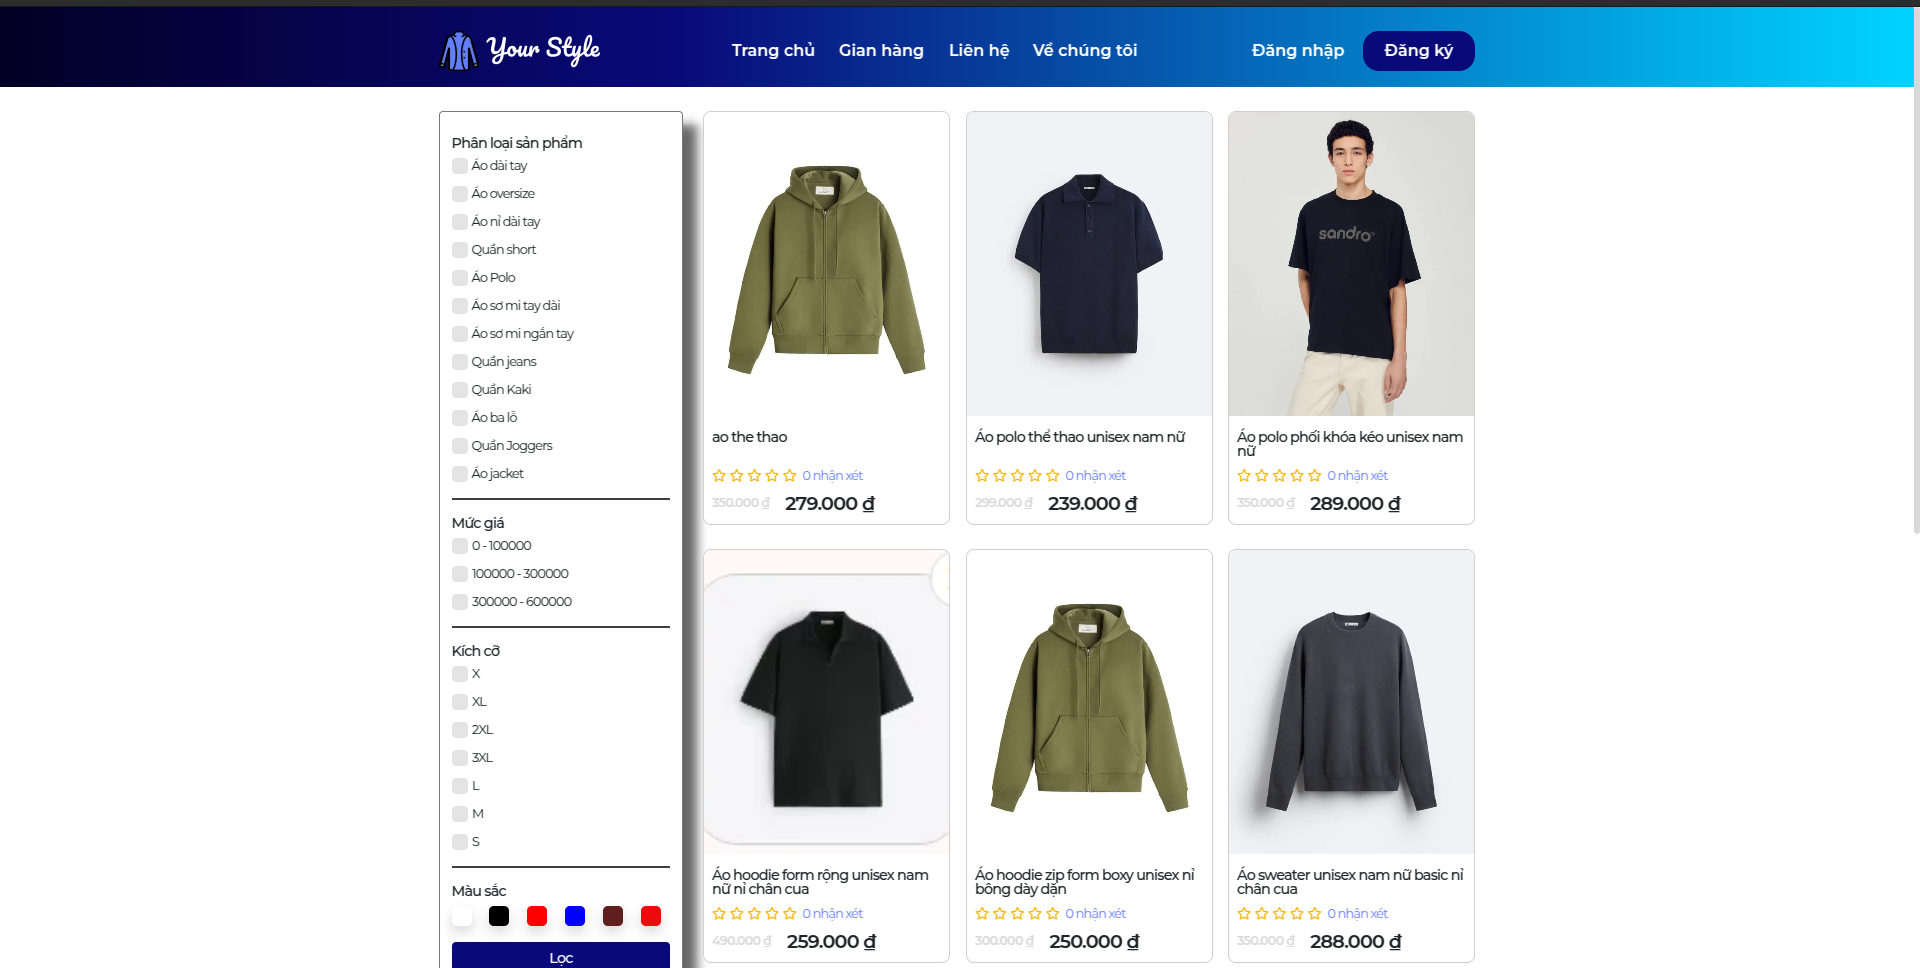 Your Style
Trang chủ
Gian hàng
Liên hệ
Về chúng tôi
Đăng nhập
Đăng ký
Phân loại sản phẩm
Áo dài tay
Áo oversize
Áo nỉ dài tay
Quần short
Áo Polo
Áo sơ mi tay dài
Áo sơ mi ngắn tay
Quần jeans
Quần Kaki
Áo ba lỗ
Quần Joggers
Áo jacket
Mức giá
0 - 100000
100000 - 300000
300000 - 600000
Kích cỡ
X
XL
2XL
3XL
L
M
S
Màu sắc
Lọc
ao the thao
0 nhận xét
350.000 ₫ 279.000 ₫
Áo polo thể thao unisex nam nữ
0 nhận xét
299.000 ₫ 239.000 ₫
sandro
Áo polo phối khóa kéo unisex nam
nữ
0 nhận xét
350.000 ₫ 289.000 ₫
Áo hoodie form rộng unisex nam
nữ nỉ chân cua
0 nhận xét
490.000 ₫ 259.000 ₫
Áo hoodie zip form boxy unisex nỉ
bông dày dặn
0 nhận xét
300.000 ₫ 250.000 ₫
Áo sweater unisex nam nữ basic nỉ
chân cua
0 nhận xét
350.000 ₫ 288.000 ₫